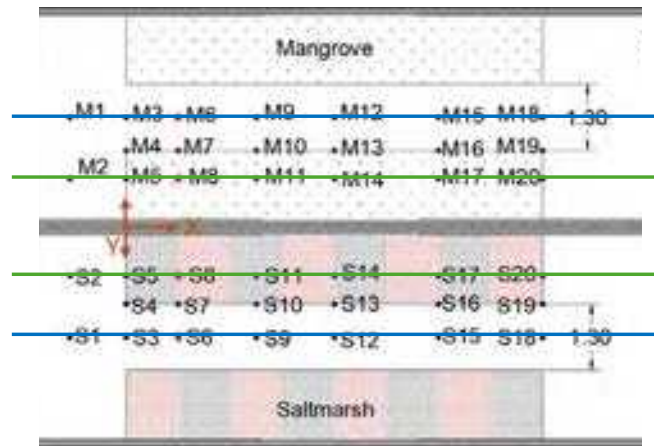 Mangrove
M1 M3 M6 M9 M12 M15 M18 1.30
M4 M7 M10 M13 M16 M19
M2 M5 M8 M11 M14 M17 M20
X
Y
S2 S5 S8 S11 S14 S17 S20
S4 S7 S10 S13 S16 S19
S1 S3 S6 S9 S12 S15 S18 1.30
Saltmarsh